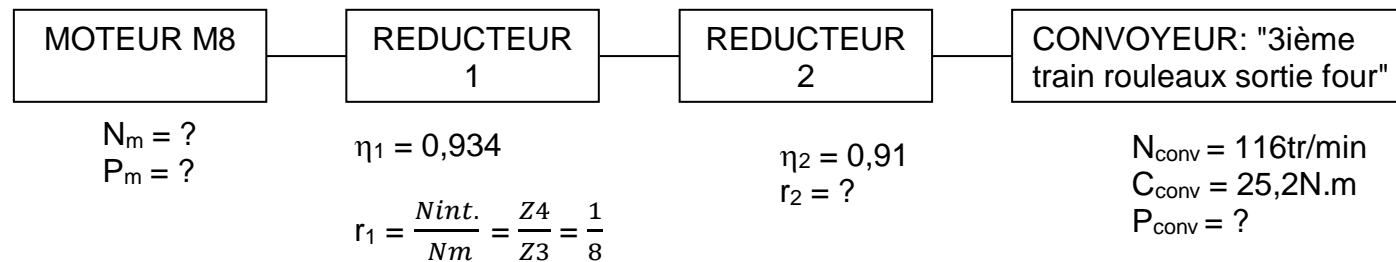 MOTEUR M8
REDUCTEUR
1
REDUCTEUR
2
CONVOYEUR: "3ième
train rouleaux sortie four"
Nm = ?
Pm = ?
η1 = 0,934
r1 = Nint./Nm = Z4/Z3 = 1/8
η2 = 0,91
r2 = ?
Nconv = 116tr/min
Cconv = 25,2N.m
Pconv = ?